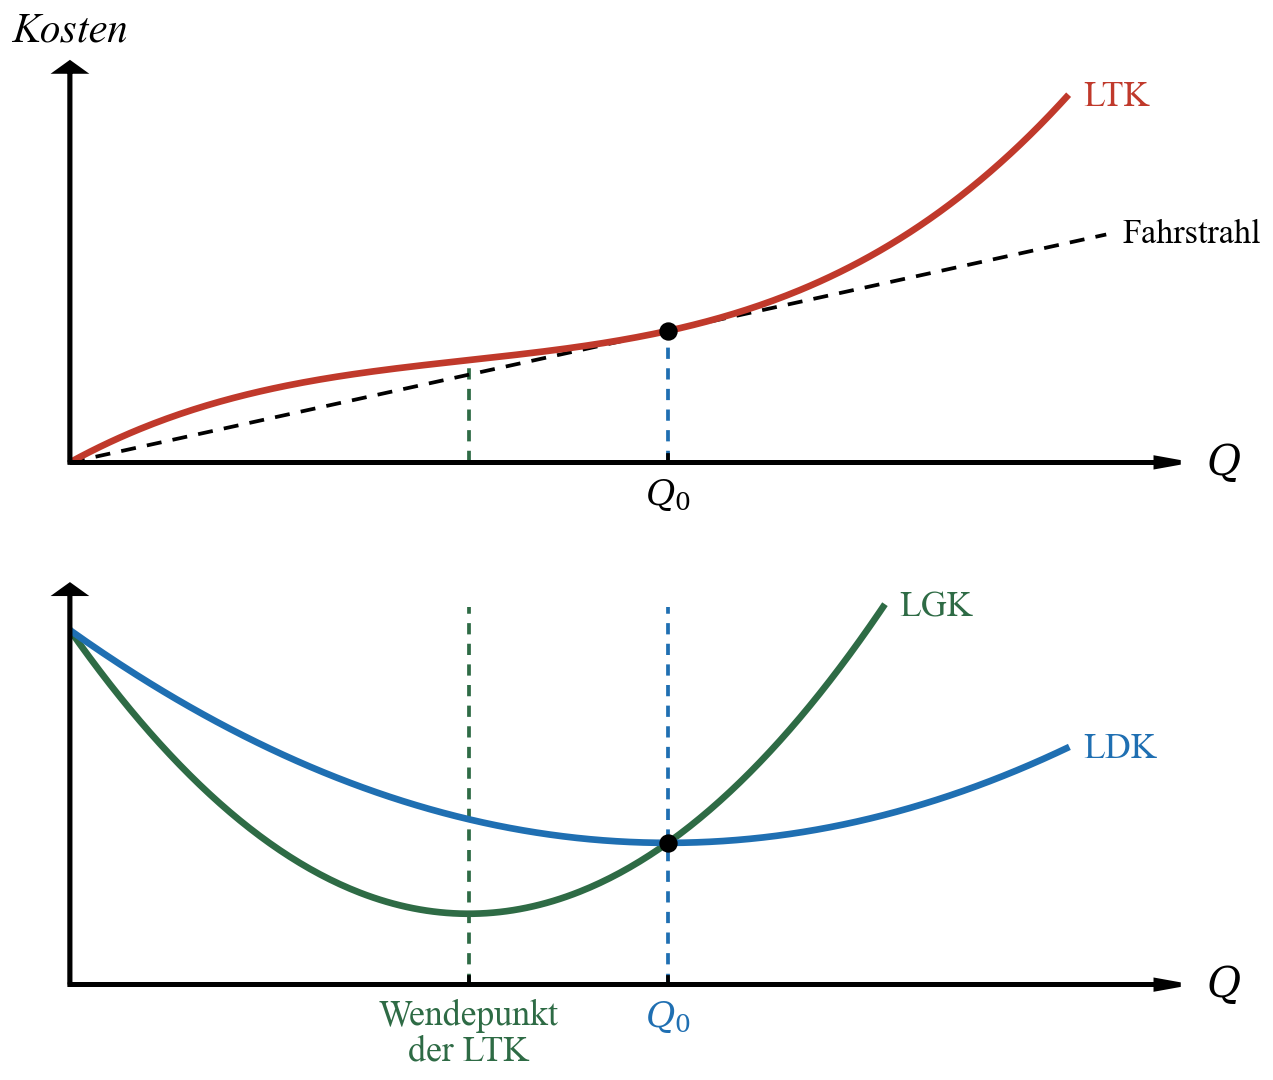 Kosten
LTK
Fahrstrahl
Q
Q₀
LGK
LDK
Q
Wendepunkt
der LTK
Q₀